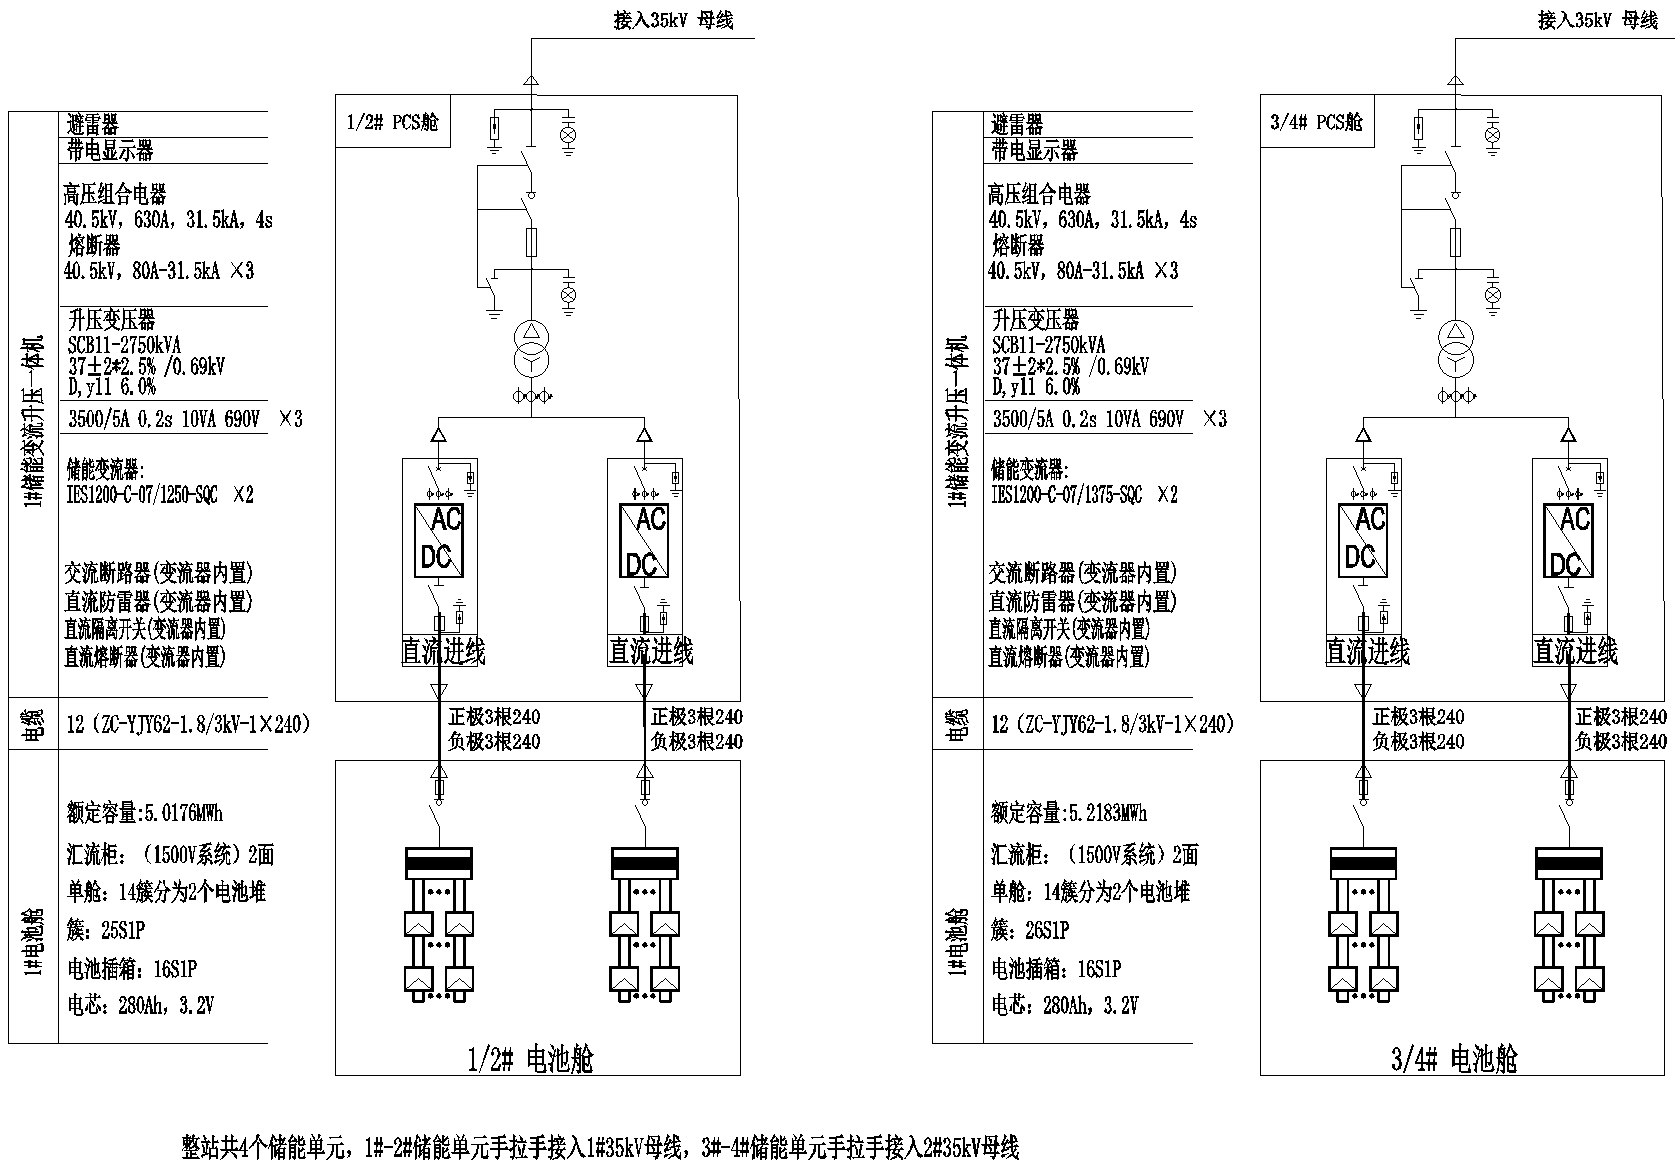 接入35kV 母线
1/2# PCS舱
避雷器
带电显示器
高压组合电器
40.5kV, 630A, 31.5kA, 4s
熔断器
40.5kV, 80A-31.5kA ×3
升压变压器
SCB11-2750kVA
37±2*2.5% /0.69kV
D,y11 6.0%
3500/5A 0.2s 10VA 690V ×3
储能变流器:
IES1200-C-07/1250-SQC ×2
交流断路器(变流器内置)
直流防雷器(变流器内置)
直流隔离开关(变流器内置)
直流熔断器(变流器内置)
1#储能变流升压一体机
AC
DC
AC
DC
直流进线
直流进线
电缆
12（ZC-YJY62-1.8/3kV-1×240）
正极3根240
负极3根240
正极3根240
负极3根240
1#电池舱
额定容量:5.0176MWh
汇流柜：（1500V系统）2面
单舱：14簇分为2个电池堆
簇：25S1P
电池插箱：16S1P
电芯：280Ah, 3.2V
1/2# 电池舱
接入35kV 母线
3/4# PCS舱
避雷器
带电显示器
高压组合电器
40.5kV, 630A, 31.5kA, 4s
熔断器
40.5kV, 80A-31.5kA ×3
升压变压器
SCB11-2750kVA
37±2*2.5% /0.69kV
D,y11 6.0%
3500/5A 0.2s 10VA 690V ×3
储能变流器:
IES1200-C-07/1375-SQC ×2
交流断路器(变流器内置)
直流防雷器(变流器内置)
直流隔离开关(变流器内置)
直流熔断器(变流器内置)
1#储能变流升压一体机
AC
DC
AC
DC
直流进线
直流进线
电缆
12（ZC-YJY62-1.8/3kV-1×240）
正极3根240
负极3根240
正极3根240
负极3根240
1#电池舱
额定容量:5.2183MWh
汇流柜：（1500V系统）2面
单舱：14簇分为2个电池堆
簇：26S1P
电池插箱：16S1P
电芯：280Ah, 3.2V
3/4# 电池舱
整站共4个储能单元，1#-2#储能单元手拉手接入1#35kV母线，3#-4#储能单元手拉手接入2#35kV母线